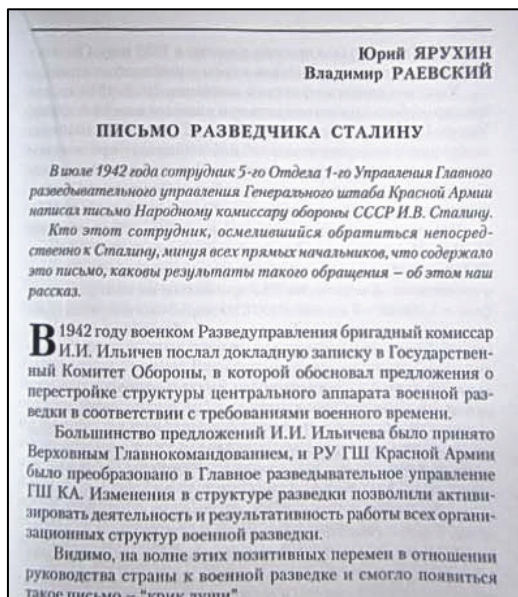 Юрий ЯРУХИН
Владимир РАЕВСКИЙ
ПИСЬМО РАЗВЕДЧИКА СТАЛИНУ
В июле 1942 года сотрудник 5-го Отдела 1-го Управления Главного
разведывательного управления Генерального штаба Красной Армии
написал письмо Народному комиссару обороны СССР И.В. Сталину.
Кто этот сотрудник, осмелившийся обратиться непосред-
ственно к Сталину, минуя всех прямых начальников, что содержало
это письмо, каковы результаты такого обращения – об этом наш
рассказ.
В 1942 году военком Разведуправления бригадный комиссар
И.И. Ильичев послал докладную записку в Государствен-
ный Комитет Обороны, в которой обосновал предложения о
перестройке структуры центрального аппарата военной раз-
ведки в соответствии с требованиями военного времени.
Большинство предложений И.И. Ильичева было принято
Верховным Главнокомандованием, и РУ ГШ Красной Армии
было преобразовано в Главное разведывательное управление
ГШ КА. Изменения в структуре разведки позволили активи-
зировать деятельность и результативность работы всех органи-
зационных структур военной разведки.
Видимо, на волне этих позитивных перемен в отношении
руководства страны к военной разведке и смогло появиться
такое письмо – "крик души".